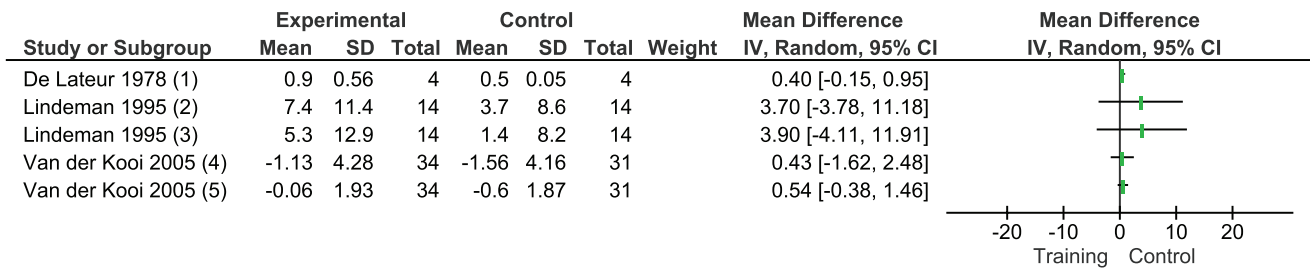 Experimental Control Mean Difference Mean Difference
Study or Subgroup Mean SD Total Mean SD Total Weight IV, Random, 95% CI IV, Random, 95% CI
De Lateur 1978 (1) 0.9 0.56 4 0.5 0.05 4 0.40 [-0.15, 0.95]
Lindeman 1995 (2) 7.4 11.4 14 3.7 8.6 14 3.70 [-3.78, 11.18]
Lindeman 1995 (3) 5.3 12.9 14 1.4 8.2 14 3.90 [-4.11, 11.91]
Van der Kooi 2005 (4) -1.13 4.28 34 -1.56 4.16 31 0.43 [-1.62, 2.48]
Van der Kooi 2005 (5) -0.06 1.93 34 -0.6 1.87 31 0.54 [-0.38, 1.46]
-20 -10 0 10 20
Training Control